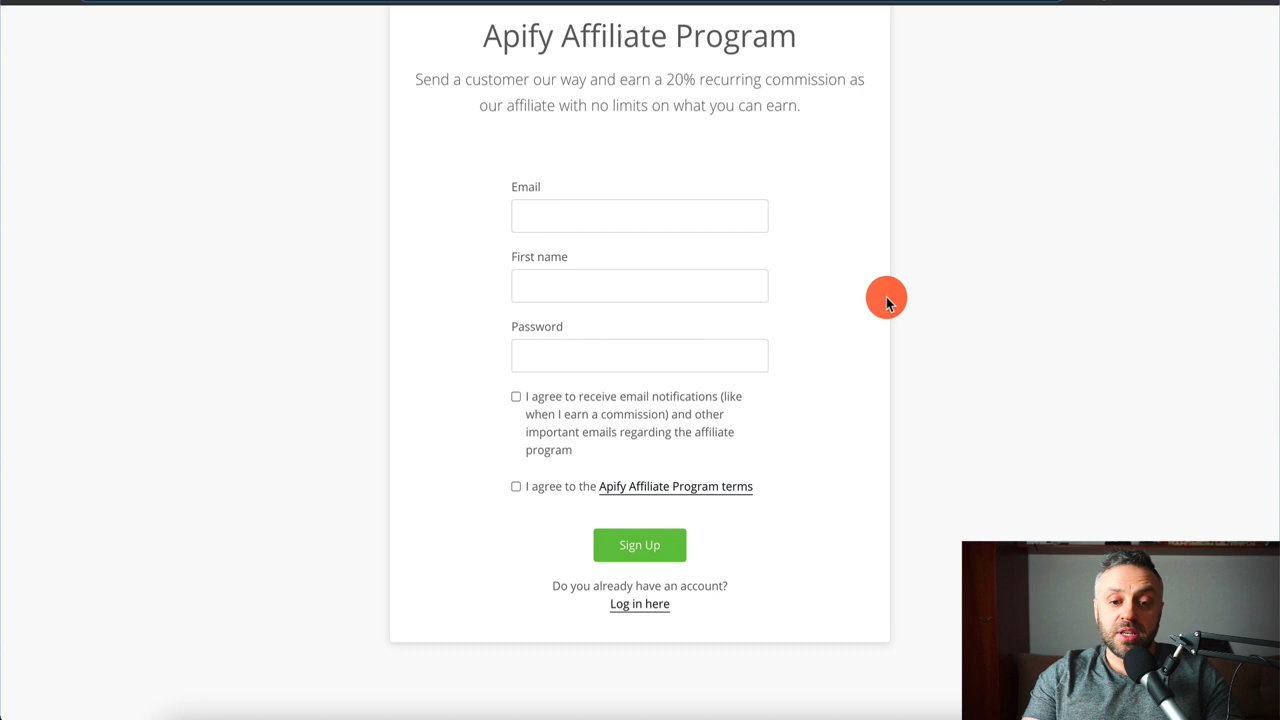 Apify Affiliate Program
Send a customer our way and earn a 20% recurring commission as
our affiliate with no limits on what you can earn.
Email
First name
Password
I agree to receive email notifications (like
when I earn a commission) and other
important emails regarding the affiliate
program
I agree to the Apify Affiliate Program terms
Sign Up
Do you already have an account?
Log in here